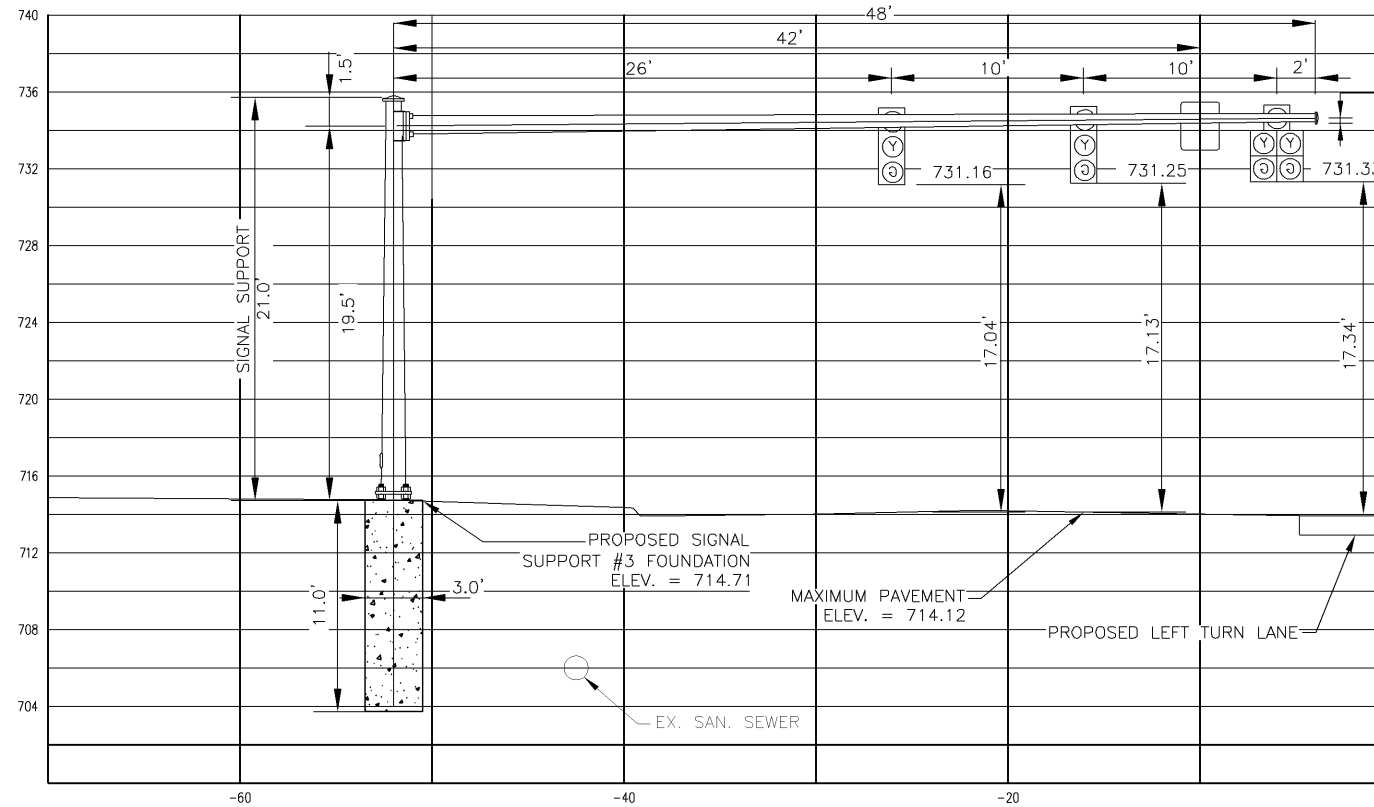 740
48'
42'
1.5'
26'
10'
10'
2'
736
Y
Y
Y Y
732
G
731.16
G
731.25
G G
731.33
728
SIGNAL SUPPORT
21.0'
724
19.5'
17.04'
17.13'
17.34'
720
716
712
PROPOSED SIGNAL
SUPPORT #3 FOUNDATION
ELEV. = 714.71
11.0'
3.0'
MAXIMUM PAVEMENT
ELEV. = 714.12
708
PROPOSED LEFT TURN LANE
704
EX. SAN. SEWER
-60
-40
-20